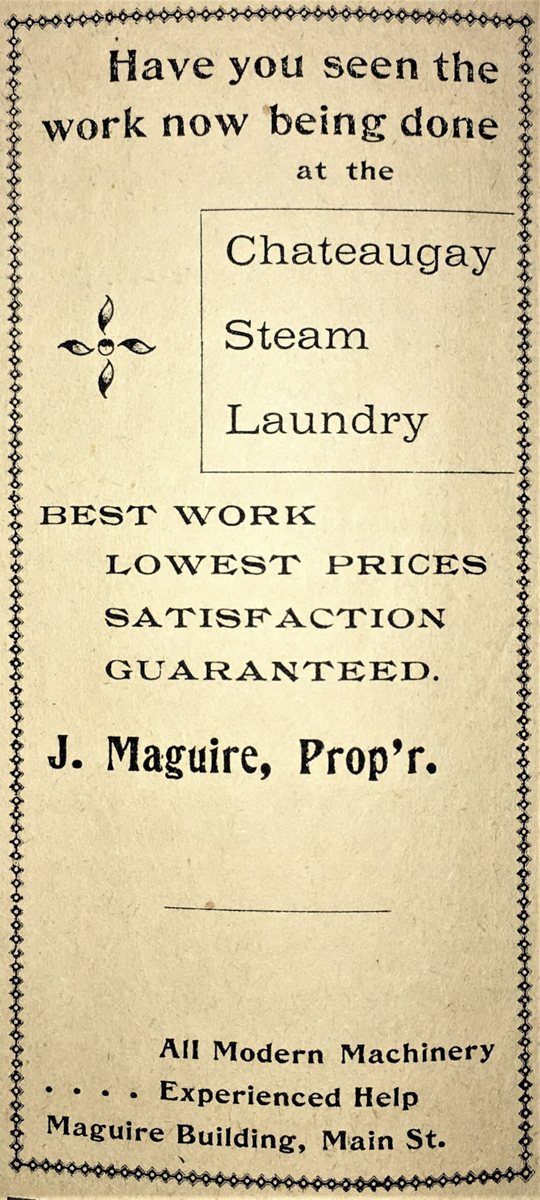 Have you seen the
work now being done
at the
Chateaugay
Steam
Laundry
BEST WORK
LOWEST PRICES
SATISFACTION
GUARANTEED.
J. Maguire, Prop'r.
All Modern Machinery
. . . . Experienced Help
Maguire Building, Main St.